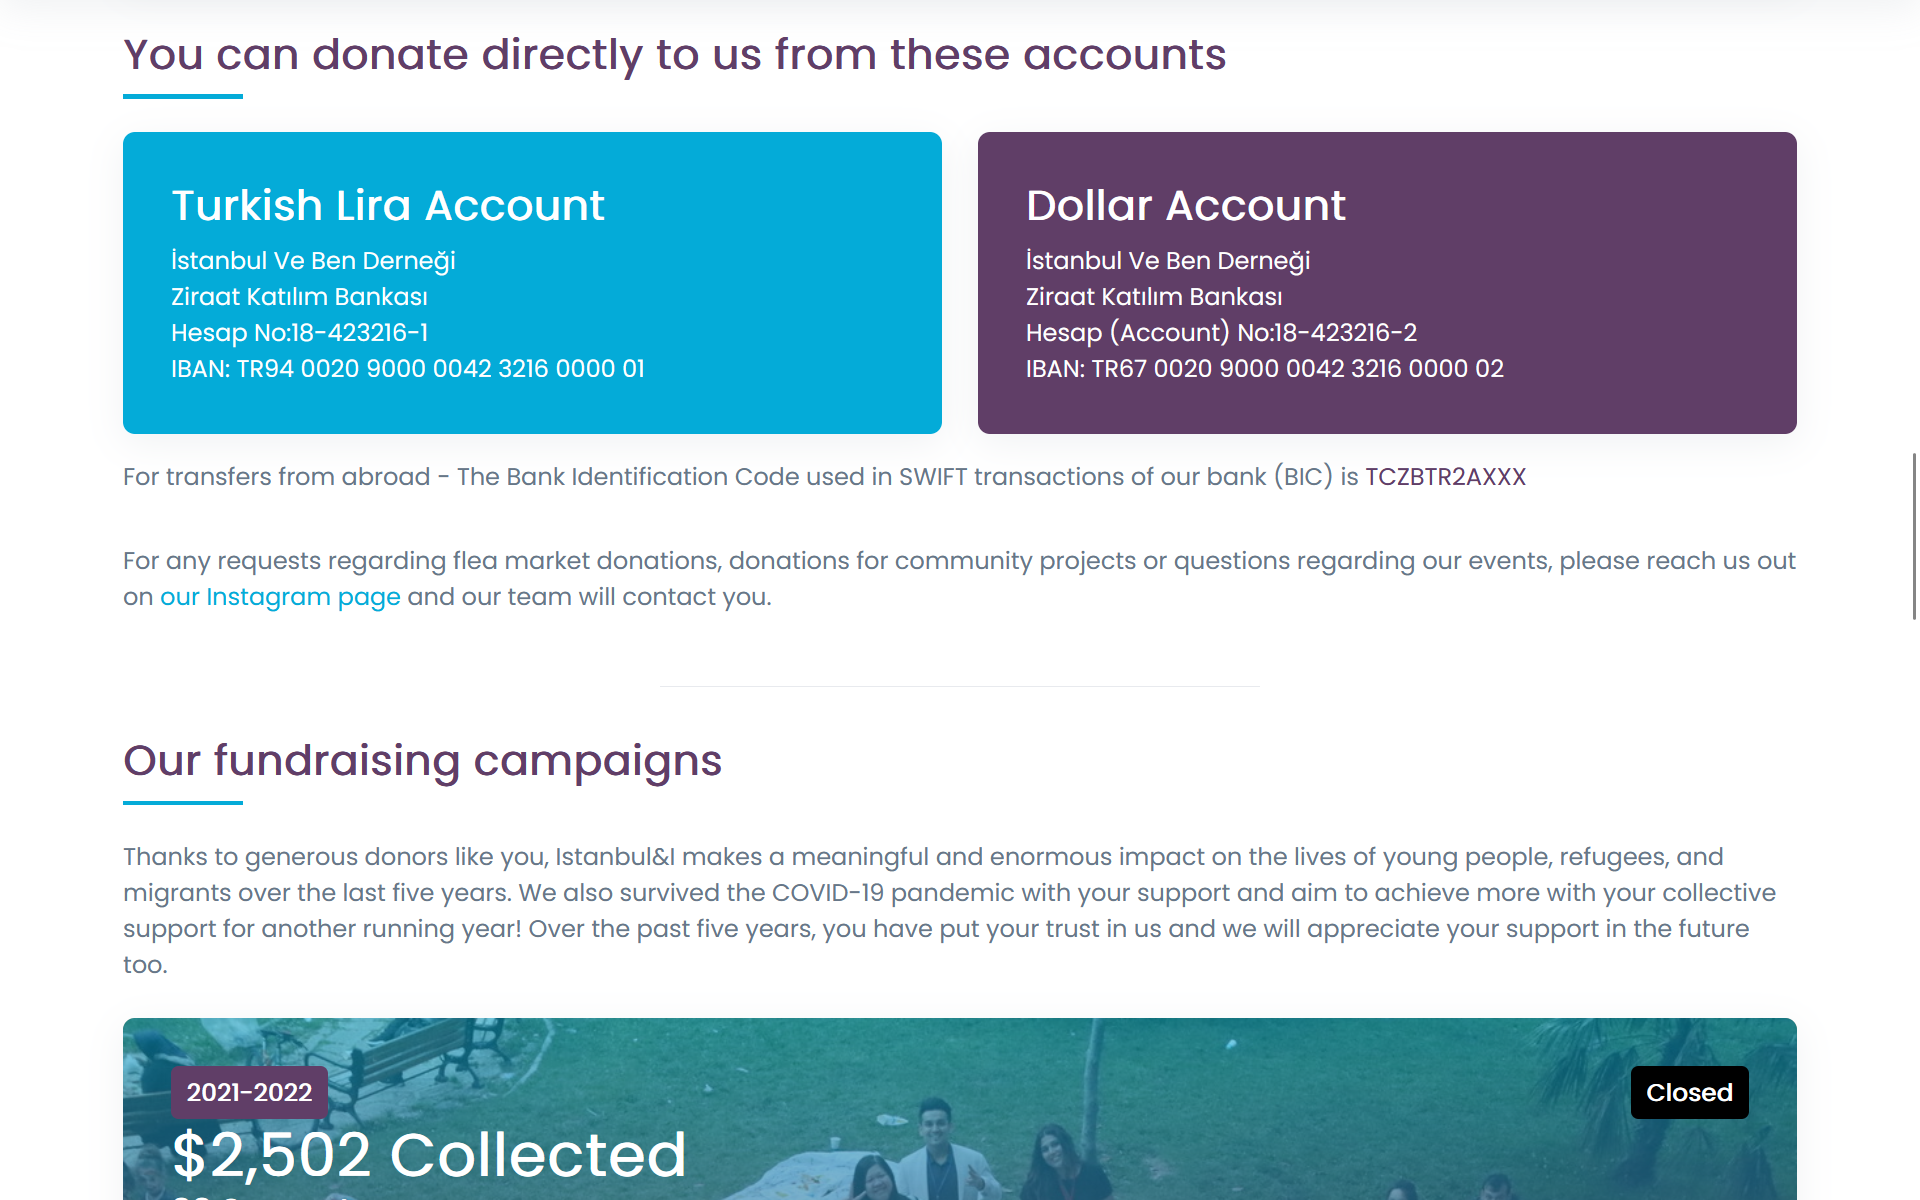 You can donate directly to us from these accounts
Turkish Lira Account
İstanbul Ve Ben Derneği
Ziraat Katılım Bankası
Hesap No:18-423216-1
IBAN: TR94 0020 9000 0042 3216 0000 01
Dollar Account
İstanbul Ve Ben Derneği
Ziraat Katılım Bankası
Hesap (Account) No:18-423216-2
IBAN: TR67 0020 9000 0042 3216 0000 02
For transfers from abroad - The Bank Identification Code used in SWIFT transactions of our bank (BIC) is TCZBTR2AXXX
For any requests regarding flea market donations, donations for community projects or questions regarding our events, please reach us out
on our Instagram page and our team will contact you.
Our fundraising campaigns
Thanks to generous donors like you, Istanbul&I makes a meaningful and enormous impact on the lives of young people, refugees, and
migrants over the last five years. We also survived the COVID-19 pandemic with your support and aim to achieve more with your collective
support for another running year! Over the past five years, you have put your trust in us and we will appreciate your support in the future
too.
2021-2022
Closed
$2,502 Collected